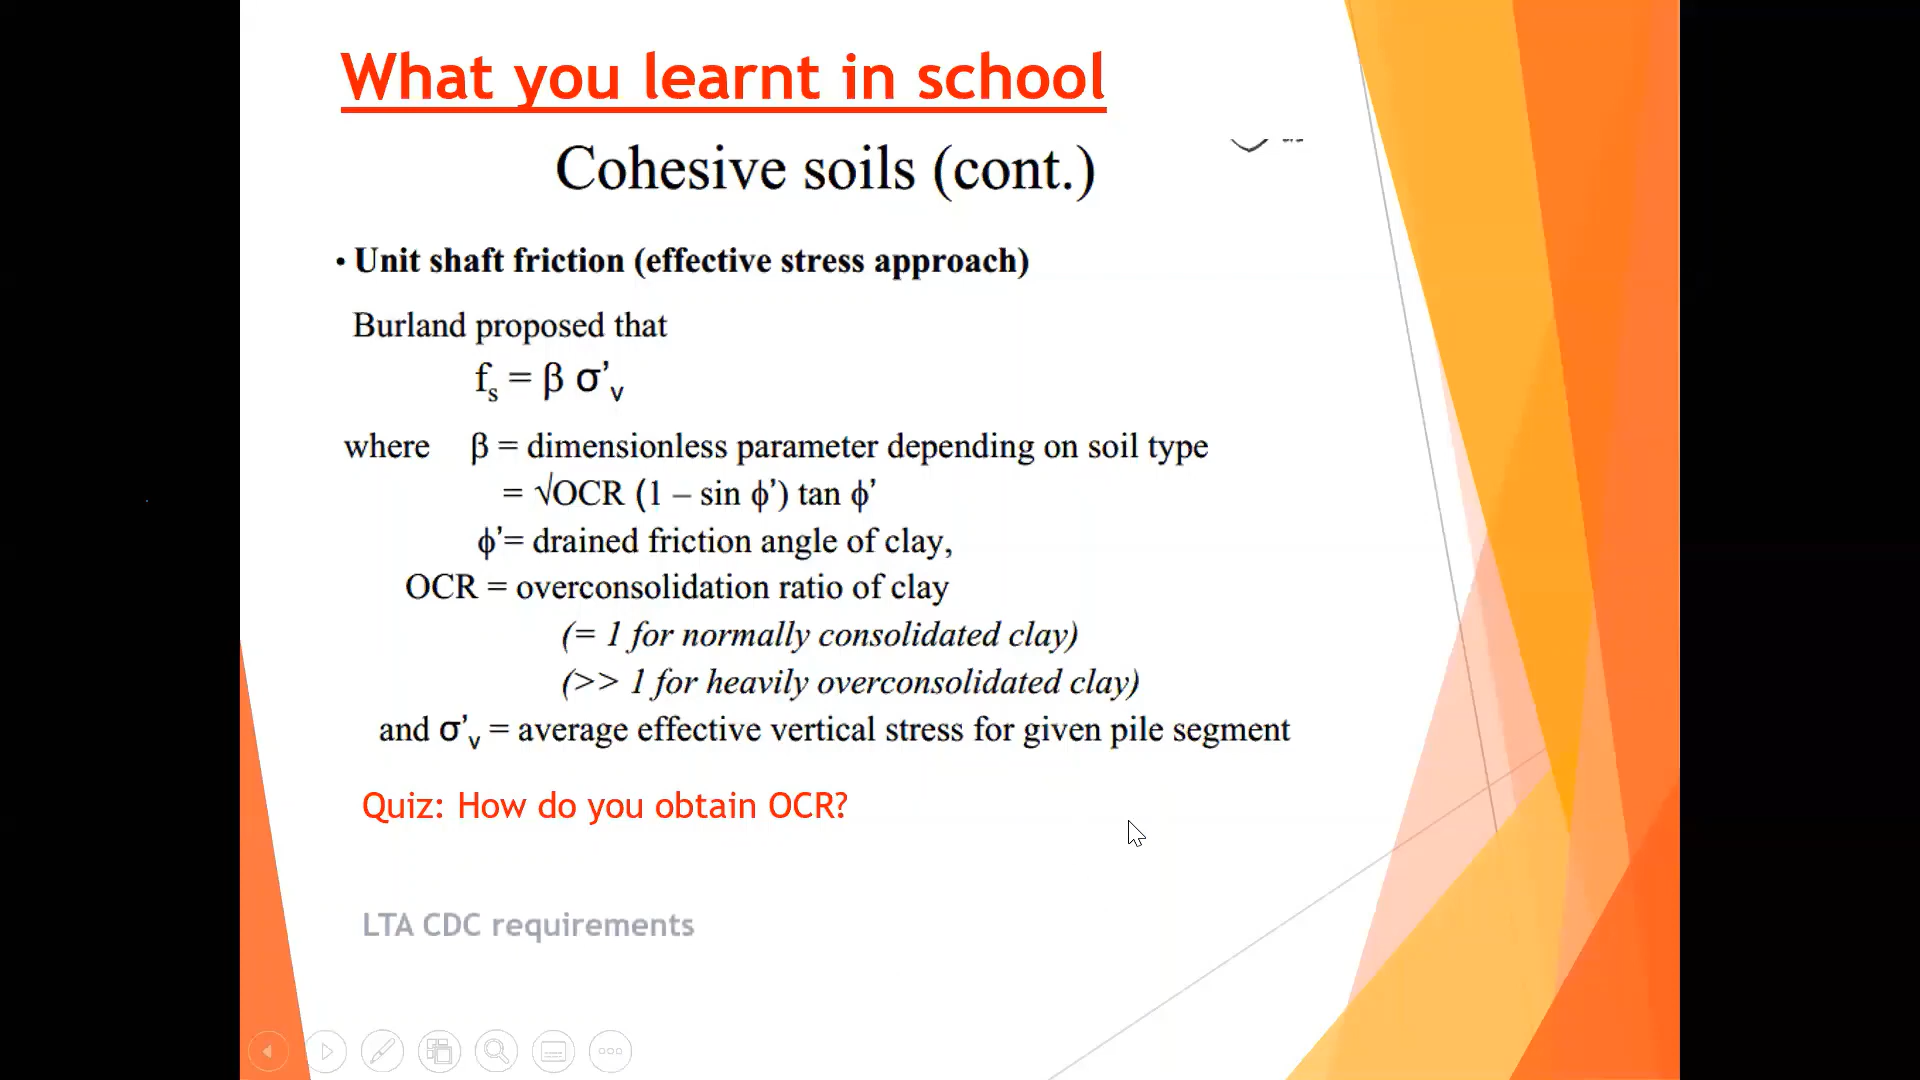 What you learnt in school
Cohesive soils (cont.)
• Unit shaft friction (effective stress approach)
Burland proposed that
fₛ = β σ’ᵥ
where β = dimensionless parameter depending on soil type
= √OCR (1 – sin ϕ’) tan ϕ’
ϕ’= drained friction angle of clay,
OCR = overconsolidation ratio of clay
(= 1 for normally consolidated clay)
(>> 1 for heavily overconsolidated clay)
and σ’ᵥ = average effective vertical stress for given pile segment
Quiz: How do you obtain OCR?
LTA CDC requirements